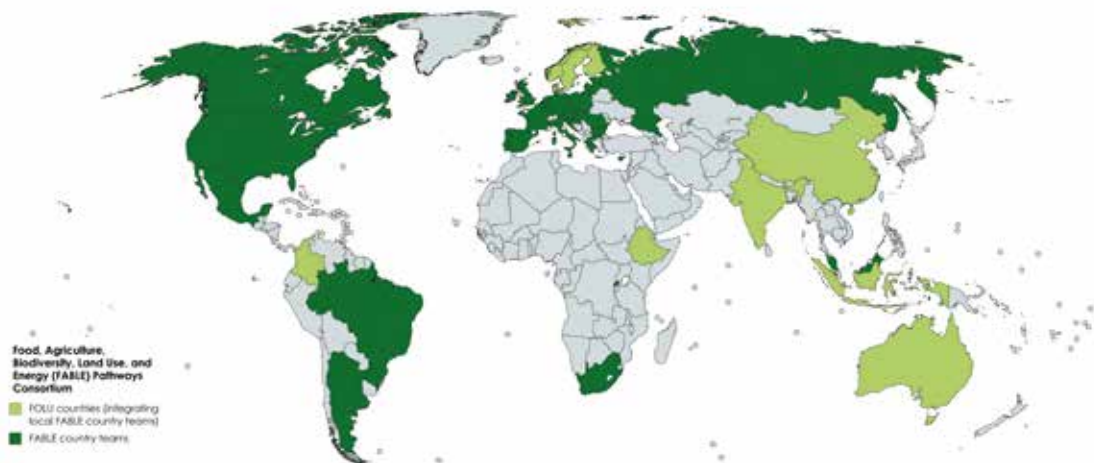 Food, Agriculture,
Biodiversity, Land Use, and
Energy (FABLE) Pathways
Consortium
FOLU countries (integrating
local FABLE country teams)
FABLE country teams